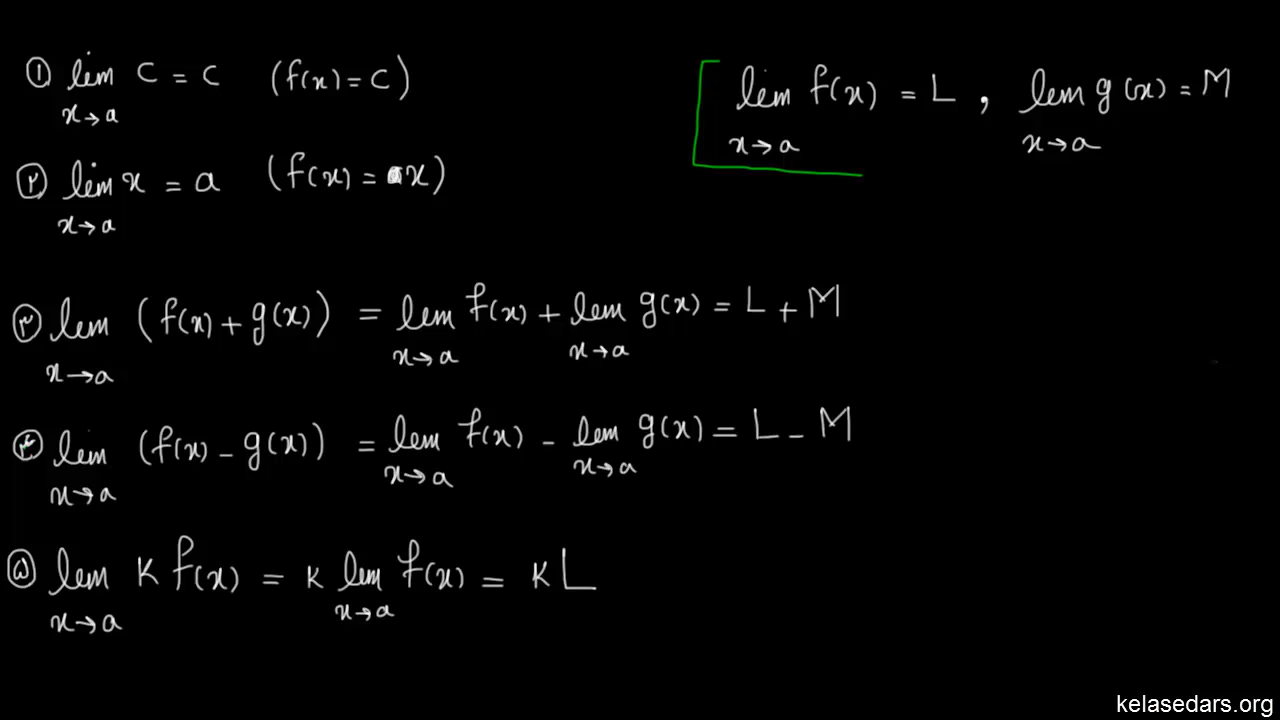 ① lim C = C (f(x) = C)
x→a
lim f(x) = L , lim g(x) = M
x→a x→a
۲ lim x = a (f(x) = x)
x→a
۳ lim (f(x) + g(x)) = lim f(x) + lim g(x) = L + M
x→a x→a x→a
۴ lim (f(x) - g(x)) = lim f(x) - lim g(x) = L - M
x→a x→a x→a
۵ lim K f(x) = K lim f(x) = K L
x→a x→a
kelasedars.org